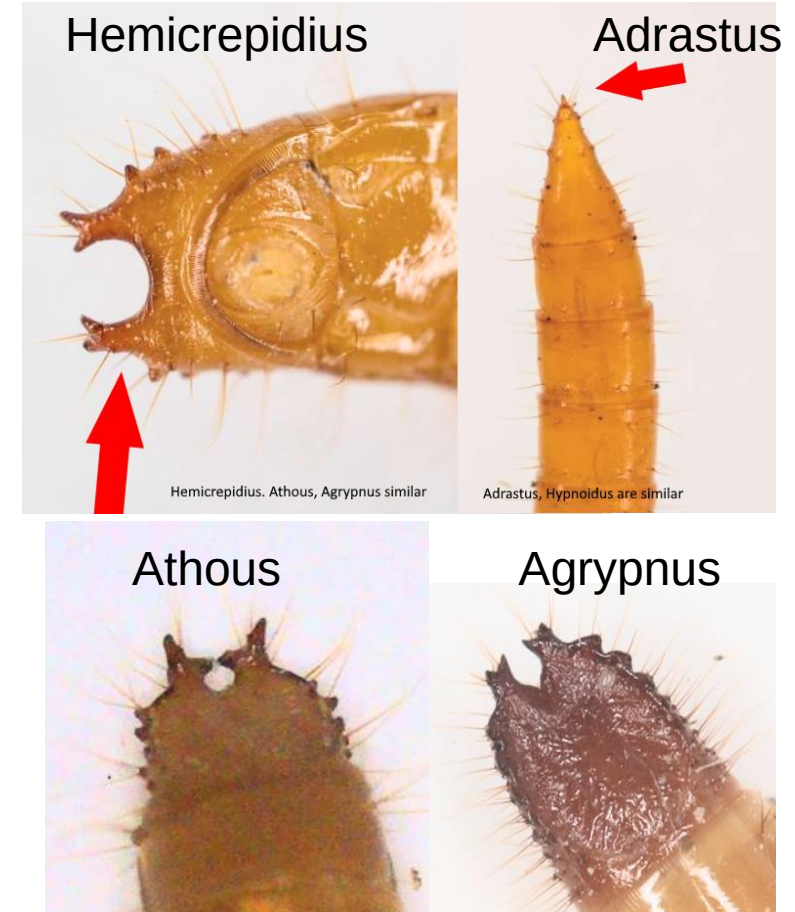 Hemicrepidius
Adrastus
Hemicrepidius. Athous, Agrypnus similar
Adrastus, Hypnoidus are similar
Athous
Agrypnus